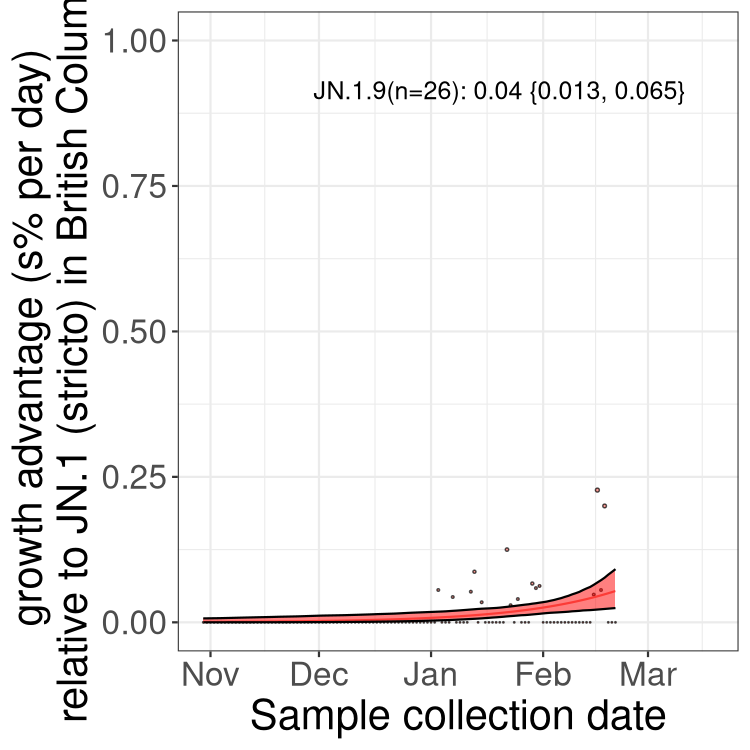 growth advantage (s% per day)
relative to JN.1 (stricto) in British Colum
1.00
0.75
0.50
0.25
0.00
JN.1.9(n=26): 0.04 {0.013, 0.065}
Nov Dec Jan Feb Mar
Sample collection date